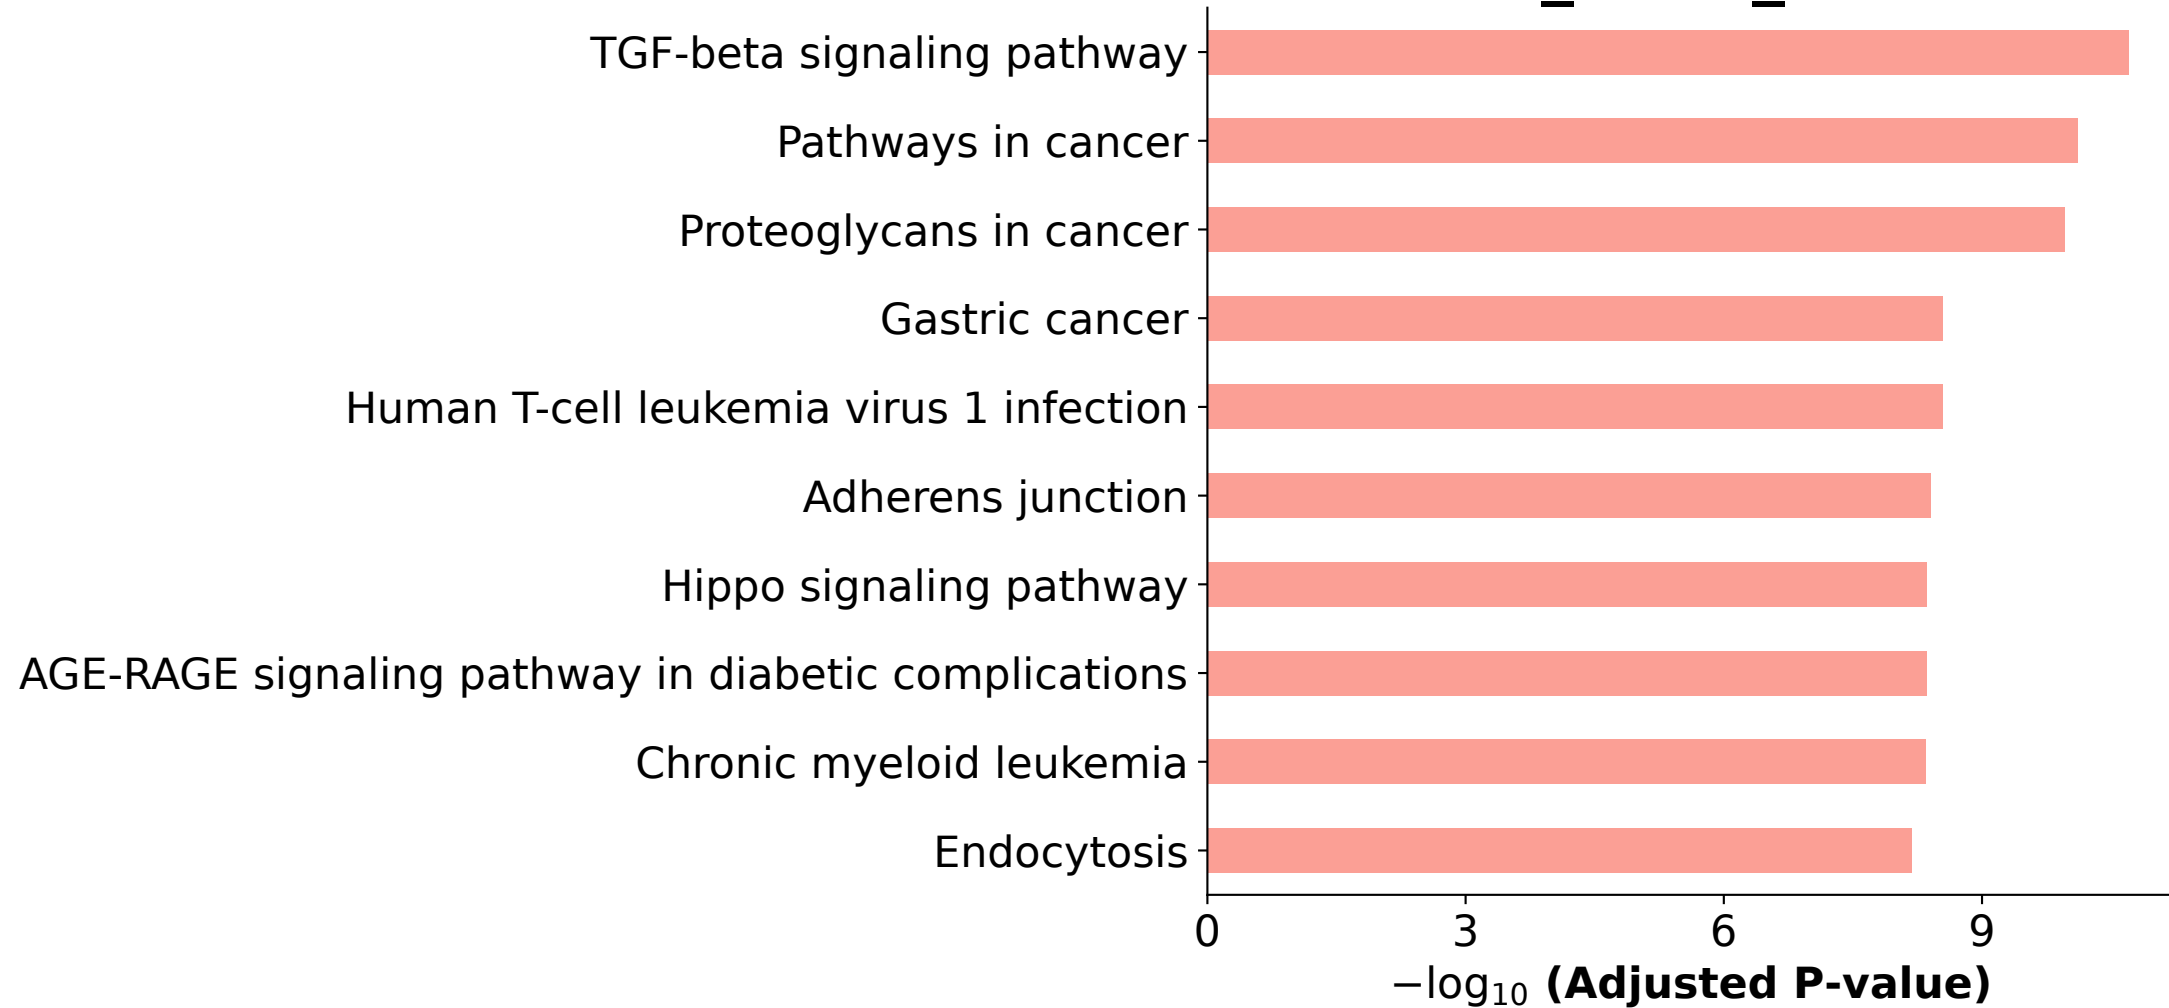 TGF-beta signaling pathway
Pathways in cancer
Proteoglycans in cancer
Gastric cancer
Human T-cell leukemia virus 1 infection
Adherens junction
Hippo signaling pathway
AGE-RAGE signaling pathway in diabetic complications
Chronic myeloid leukemia
Endocytosis
0 3 6 9
−log₁₀ (Adjusted P-value)